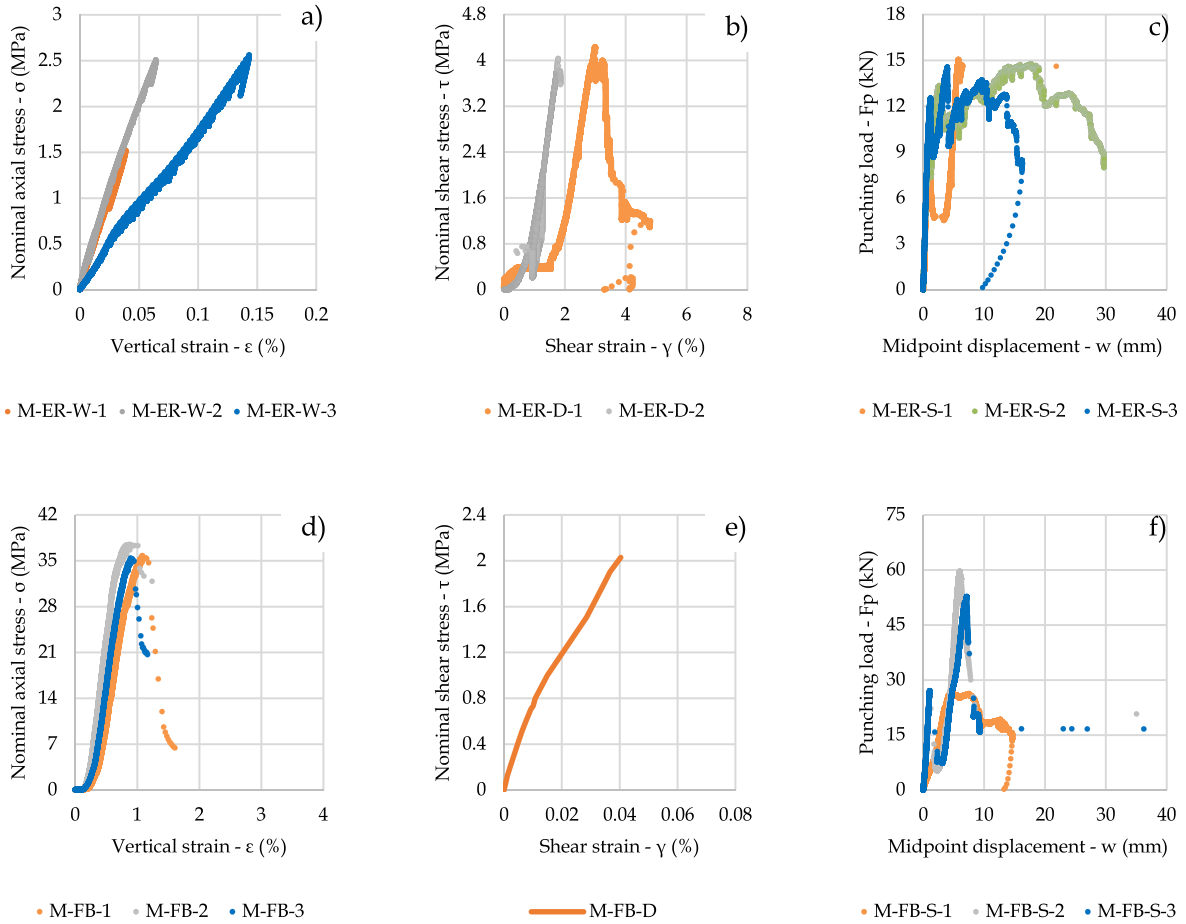 a)
Nominal axial stress - σ (MPa)
3
2.5
2
1.5
1
0.5
0
0 0.05 0.1 0.15 0.2
Vertical strain - ε (%)
M-ER-W-1 M-ER-W-2 M-ER-W-3
b)
Nominal shear stress - τ (MPa)
4.8
4
3.2
2.4
1.6
0.8
0
0 2 4 6 8
Shear strain - γ (%)
M-ER-D-1 M-ER-D-2
c)
Punching load - Fp (kN)
18
15
12
9
6
3
0
0 10 20 30 40
Midpoint displacement - w (mm)
M-ER-S-1 M-ER-S-2 M-ER-S-3
d)
Nominal axial stress - σ (MPa)
42
35
28
21
14
7
0
0 1 2 3 4
Vertical strain - ε (%)
M-FB-1 M-FB-2 M-FB-3
e)
Nominal shear stress - τ (MPa)
2.4
2
1.6
1.2
0.8
0.4
0
0 0.02 0.04 0.06 0.08
Shear strain - γ (%)
M-FB-D
f)
Punching load - Fp (kN)
75
60
45
30
15
0
0 10 20 30 40
Midpoint displacement - w (mm)
M-FB-S-1 M-FB-S-2 M-FB-S-3